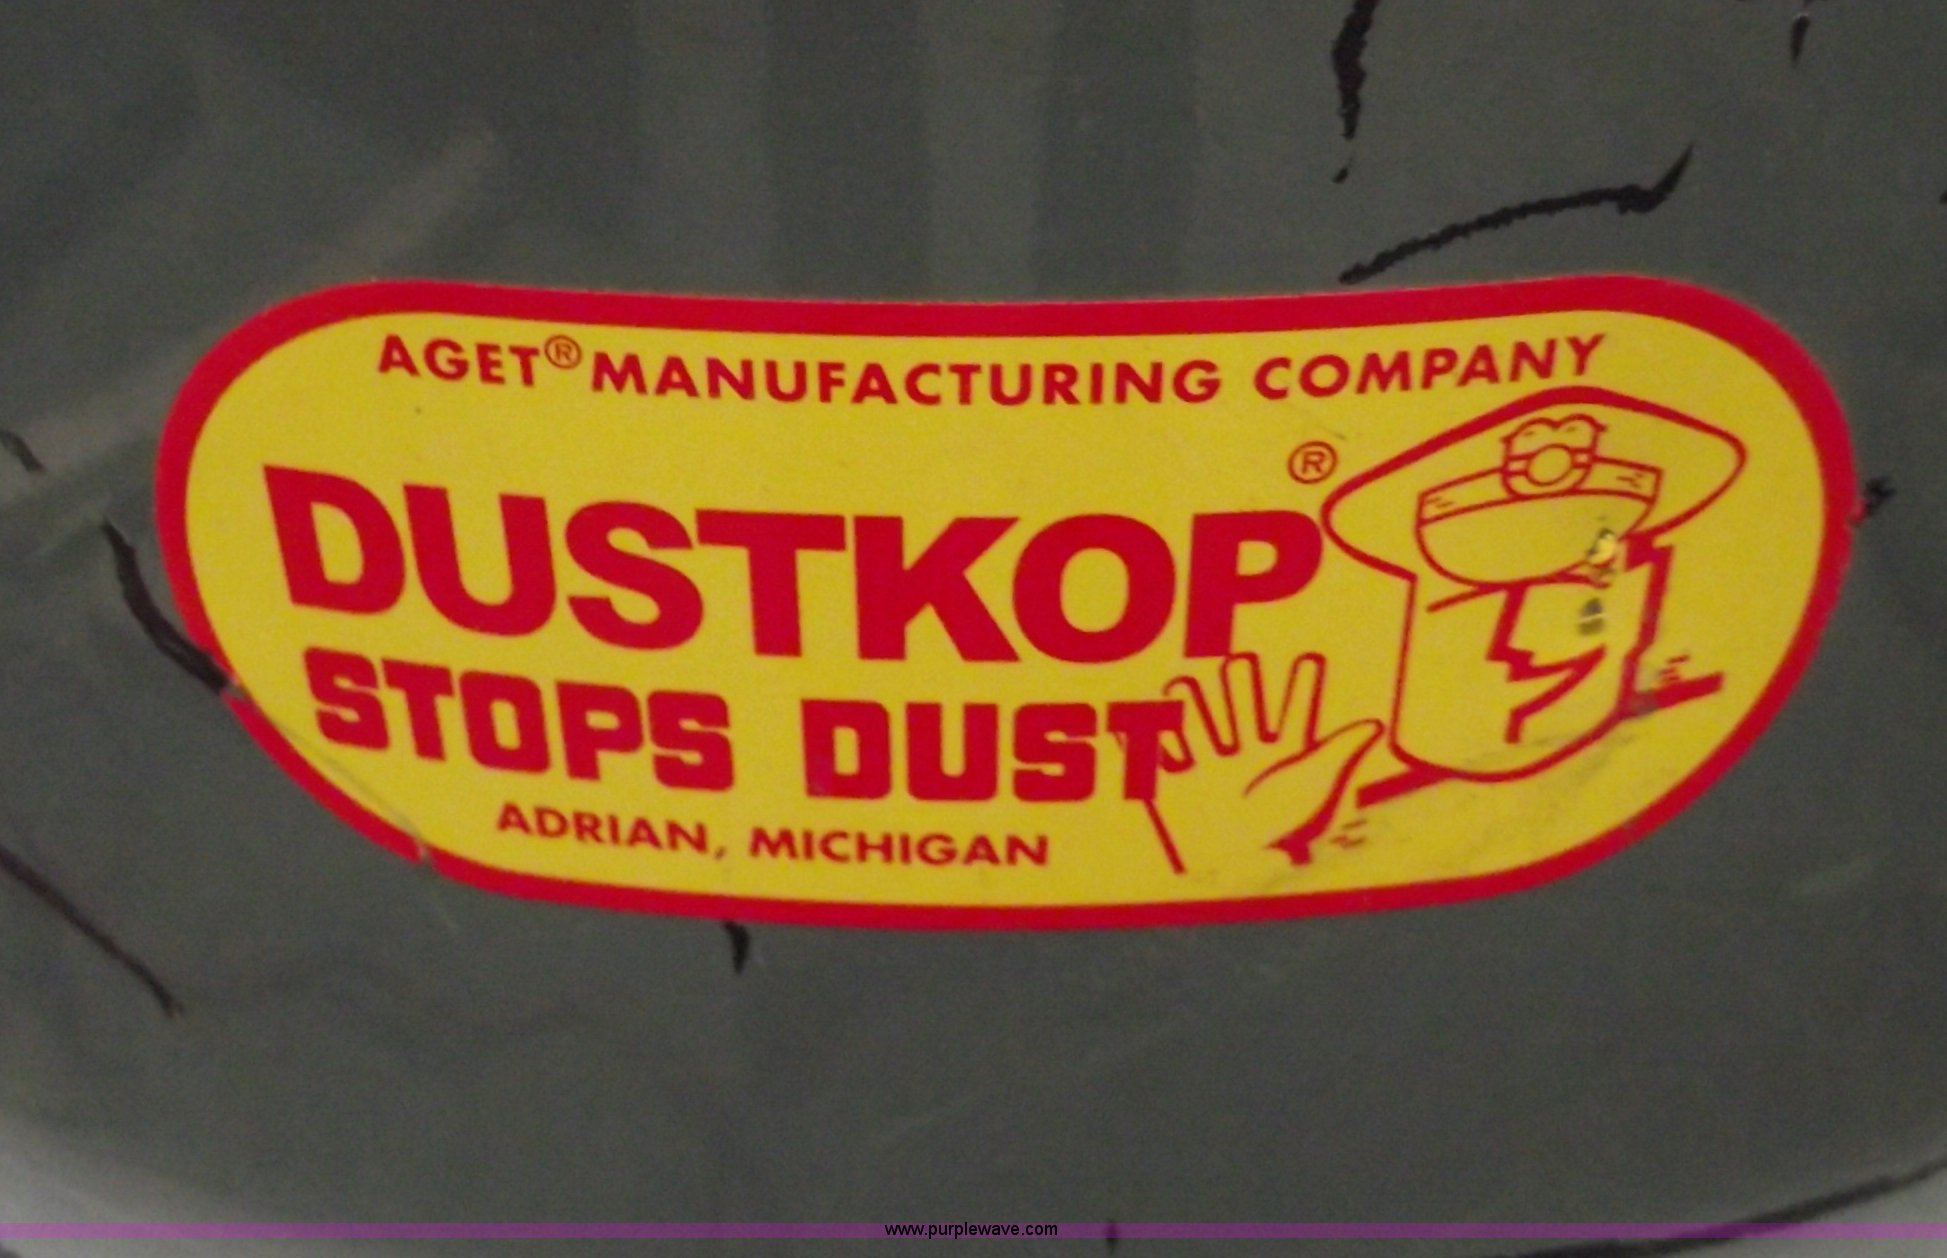 AGET® MANUFACTURING COMPANY
DUSTKOP®
STOPS DUST
ADRIAN, MICHIGAN
www.purplewave.com